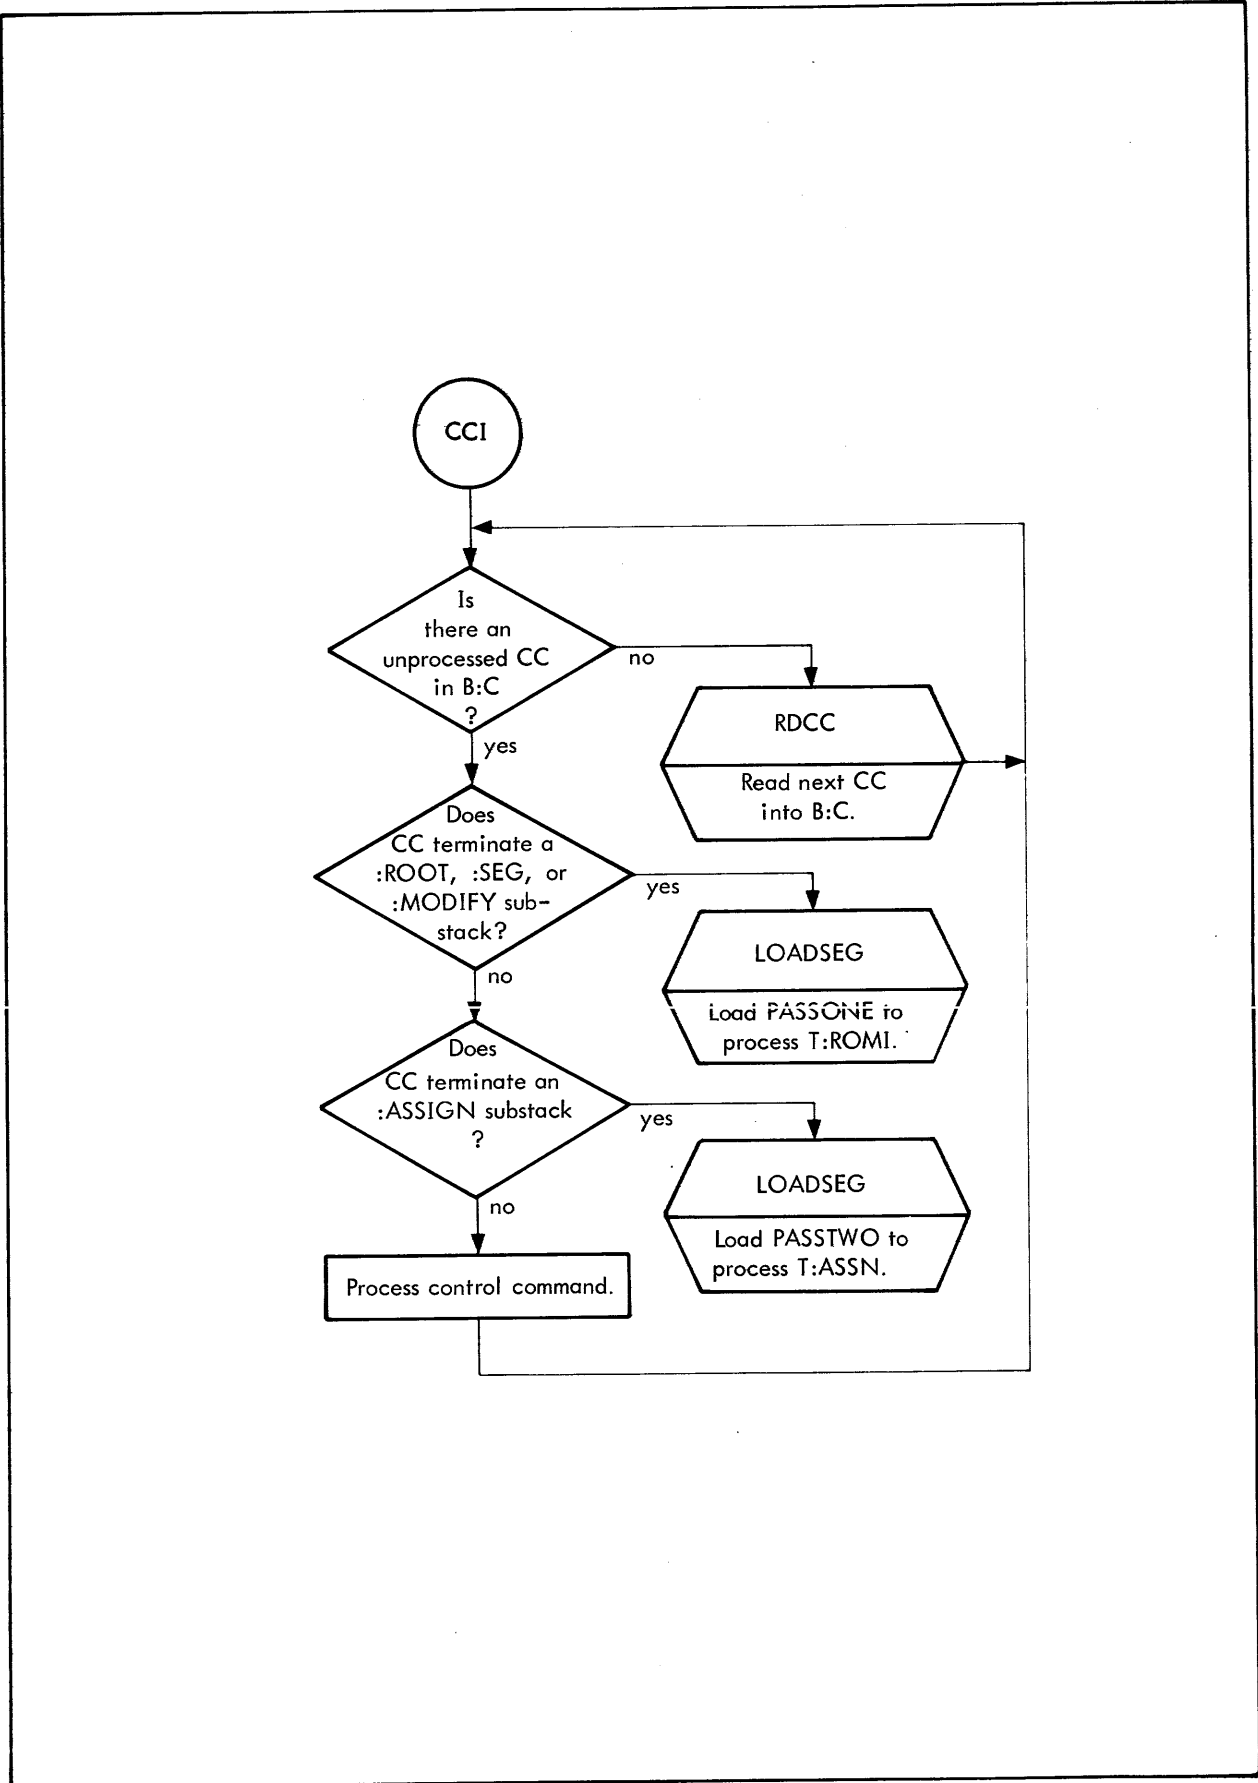 CCI
Is
there an
unprocessed CC
in B:C
?
no
yes
RDCC
Read next CC
into B:C.
Does
CC terminate a
:ROOT, :SEG, or
:MODIFY sub-
stack?
yes
no
LOADSEG
Load PASSONE to
process T:ROMI.
Does
CC terminate an
:ASSIGN substack
?
yes
no
LOADSEG
Load PASSTWO to
process T:ASSN.
Process control command.